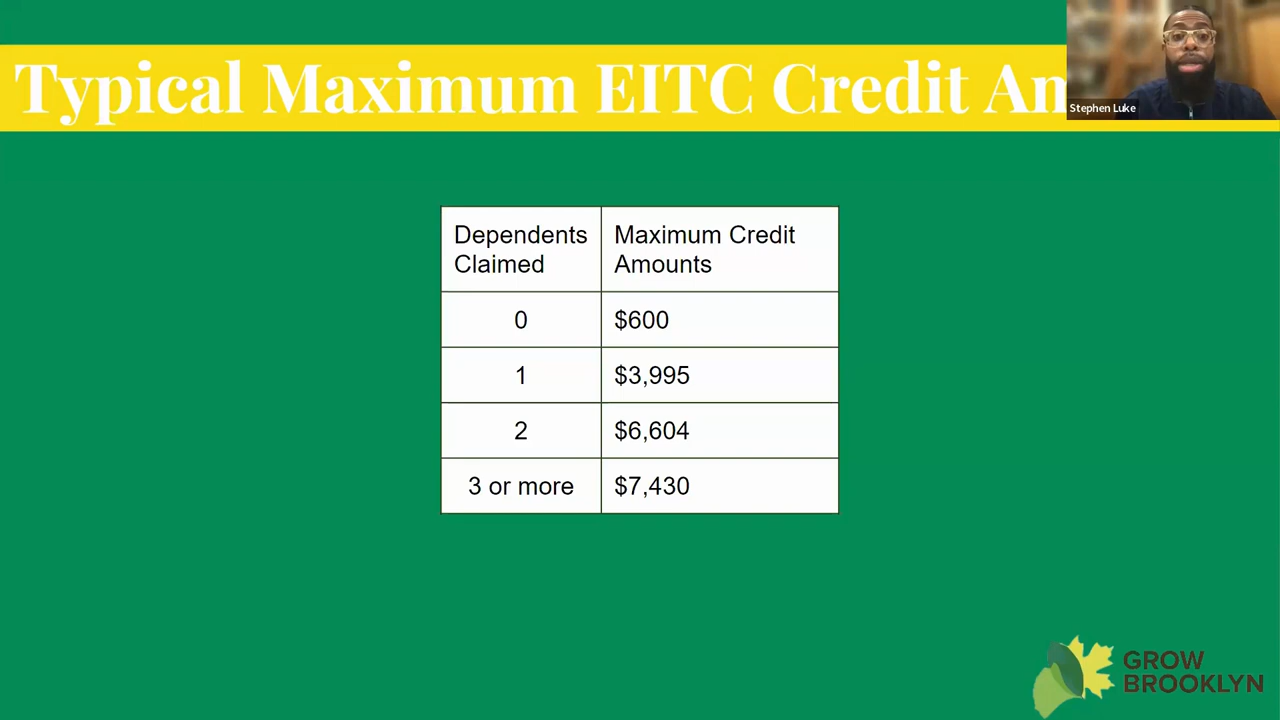 Typical Maximum EITC Credit
Stephen Luke
Dependents Claimed
Maximum Credit Amounts
0
$600
1
$3,995
2
$6,604
3 or more
$7,430
GROW
BROOKLYN